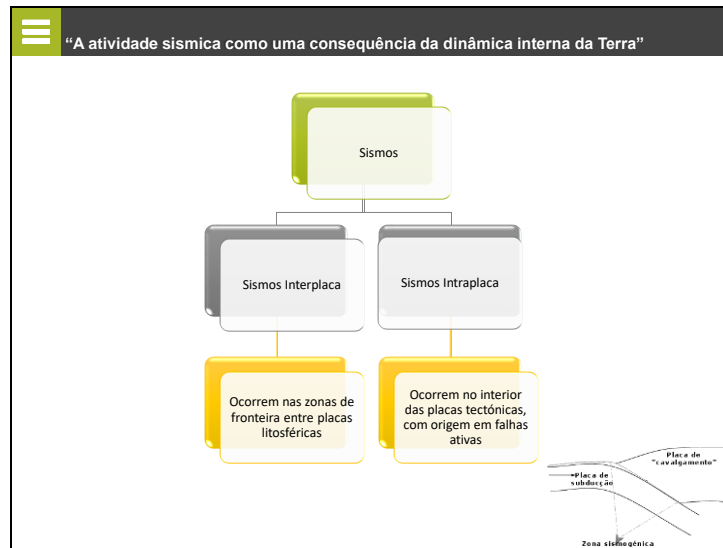 “A atividade sismica como uma consequência da dinâmica interna da Terra”
Sismos
Sismos Interplaca
Sismos Intraplaca
Ocorrem nas zonas de
fronteira entre placas
litosféricas
Ocorrem no interior
das placas tectónicas,
com origem em falhas
ativas
Placa de
"cavalgamento"
Placa de
subducção
Zona sismogénica